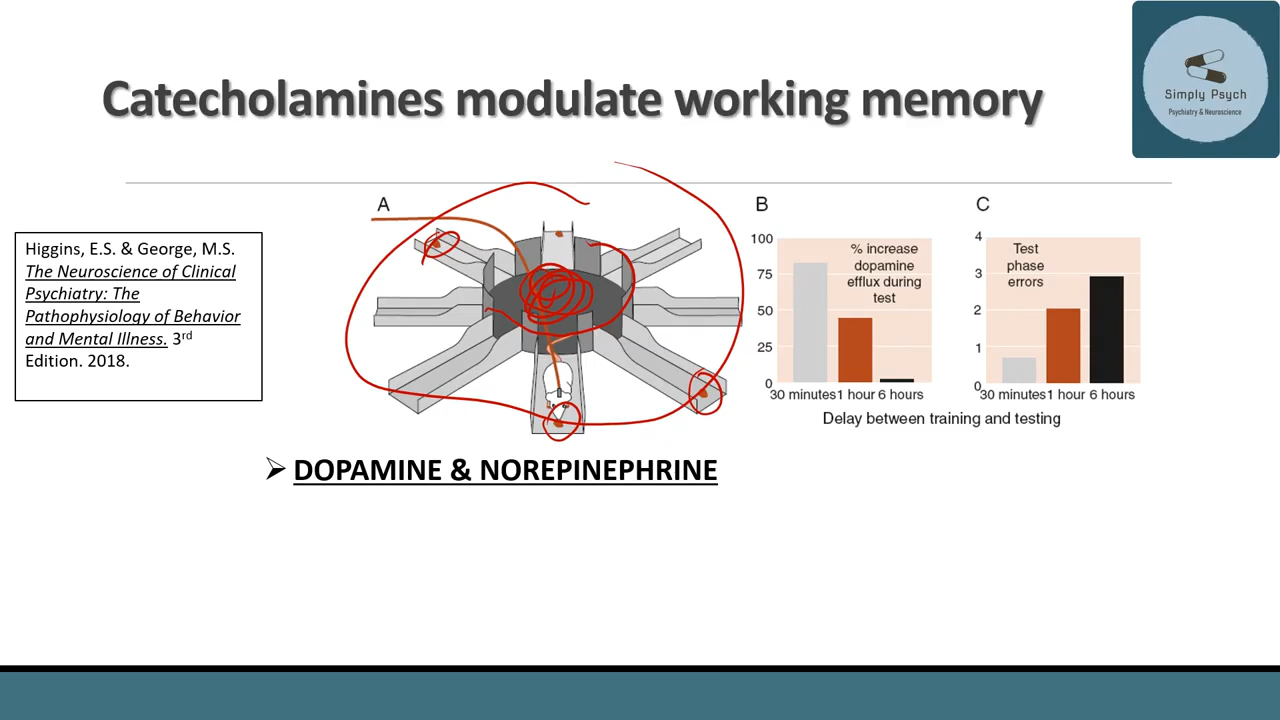 Catecholamines modulate working memory
Simply Psych
Psychiatry & Neuroscience
Higgins, E.S. & George, M.S.
The Neuroscience of Clinical
Psychiatry: The
Pathophysiology of Behavior
and Mental Illness. 3rd
Edition. 2018.
A
B
100
75
50
25
0
% increase
dopamine
efflux during
test
30 minutes 1 hour 6 hours
C
4
3
2
1
0
Test
phase
errors
30 minutes 1 hour 6 hours
Delay between training and testing
➢ DOPAMINE & NOREPINEPHRINE